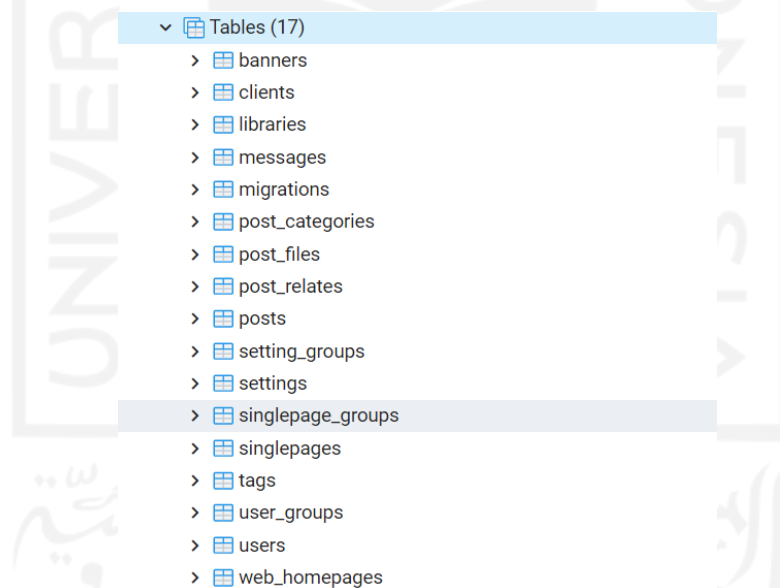 Tables (17)
banners
clients
libraries
messages
migrations
post_categories
post_files
post_relates
posts
setting_groups
settings
singlepage_groups
singlepages
tags
user_groups
users
web_homepages
UNIVER